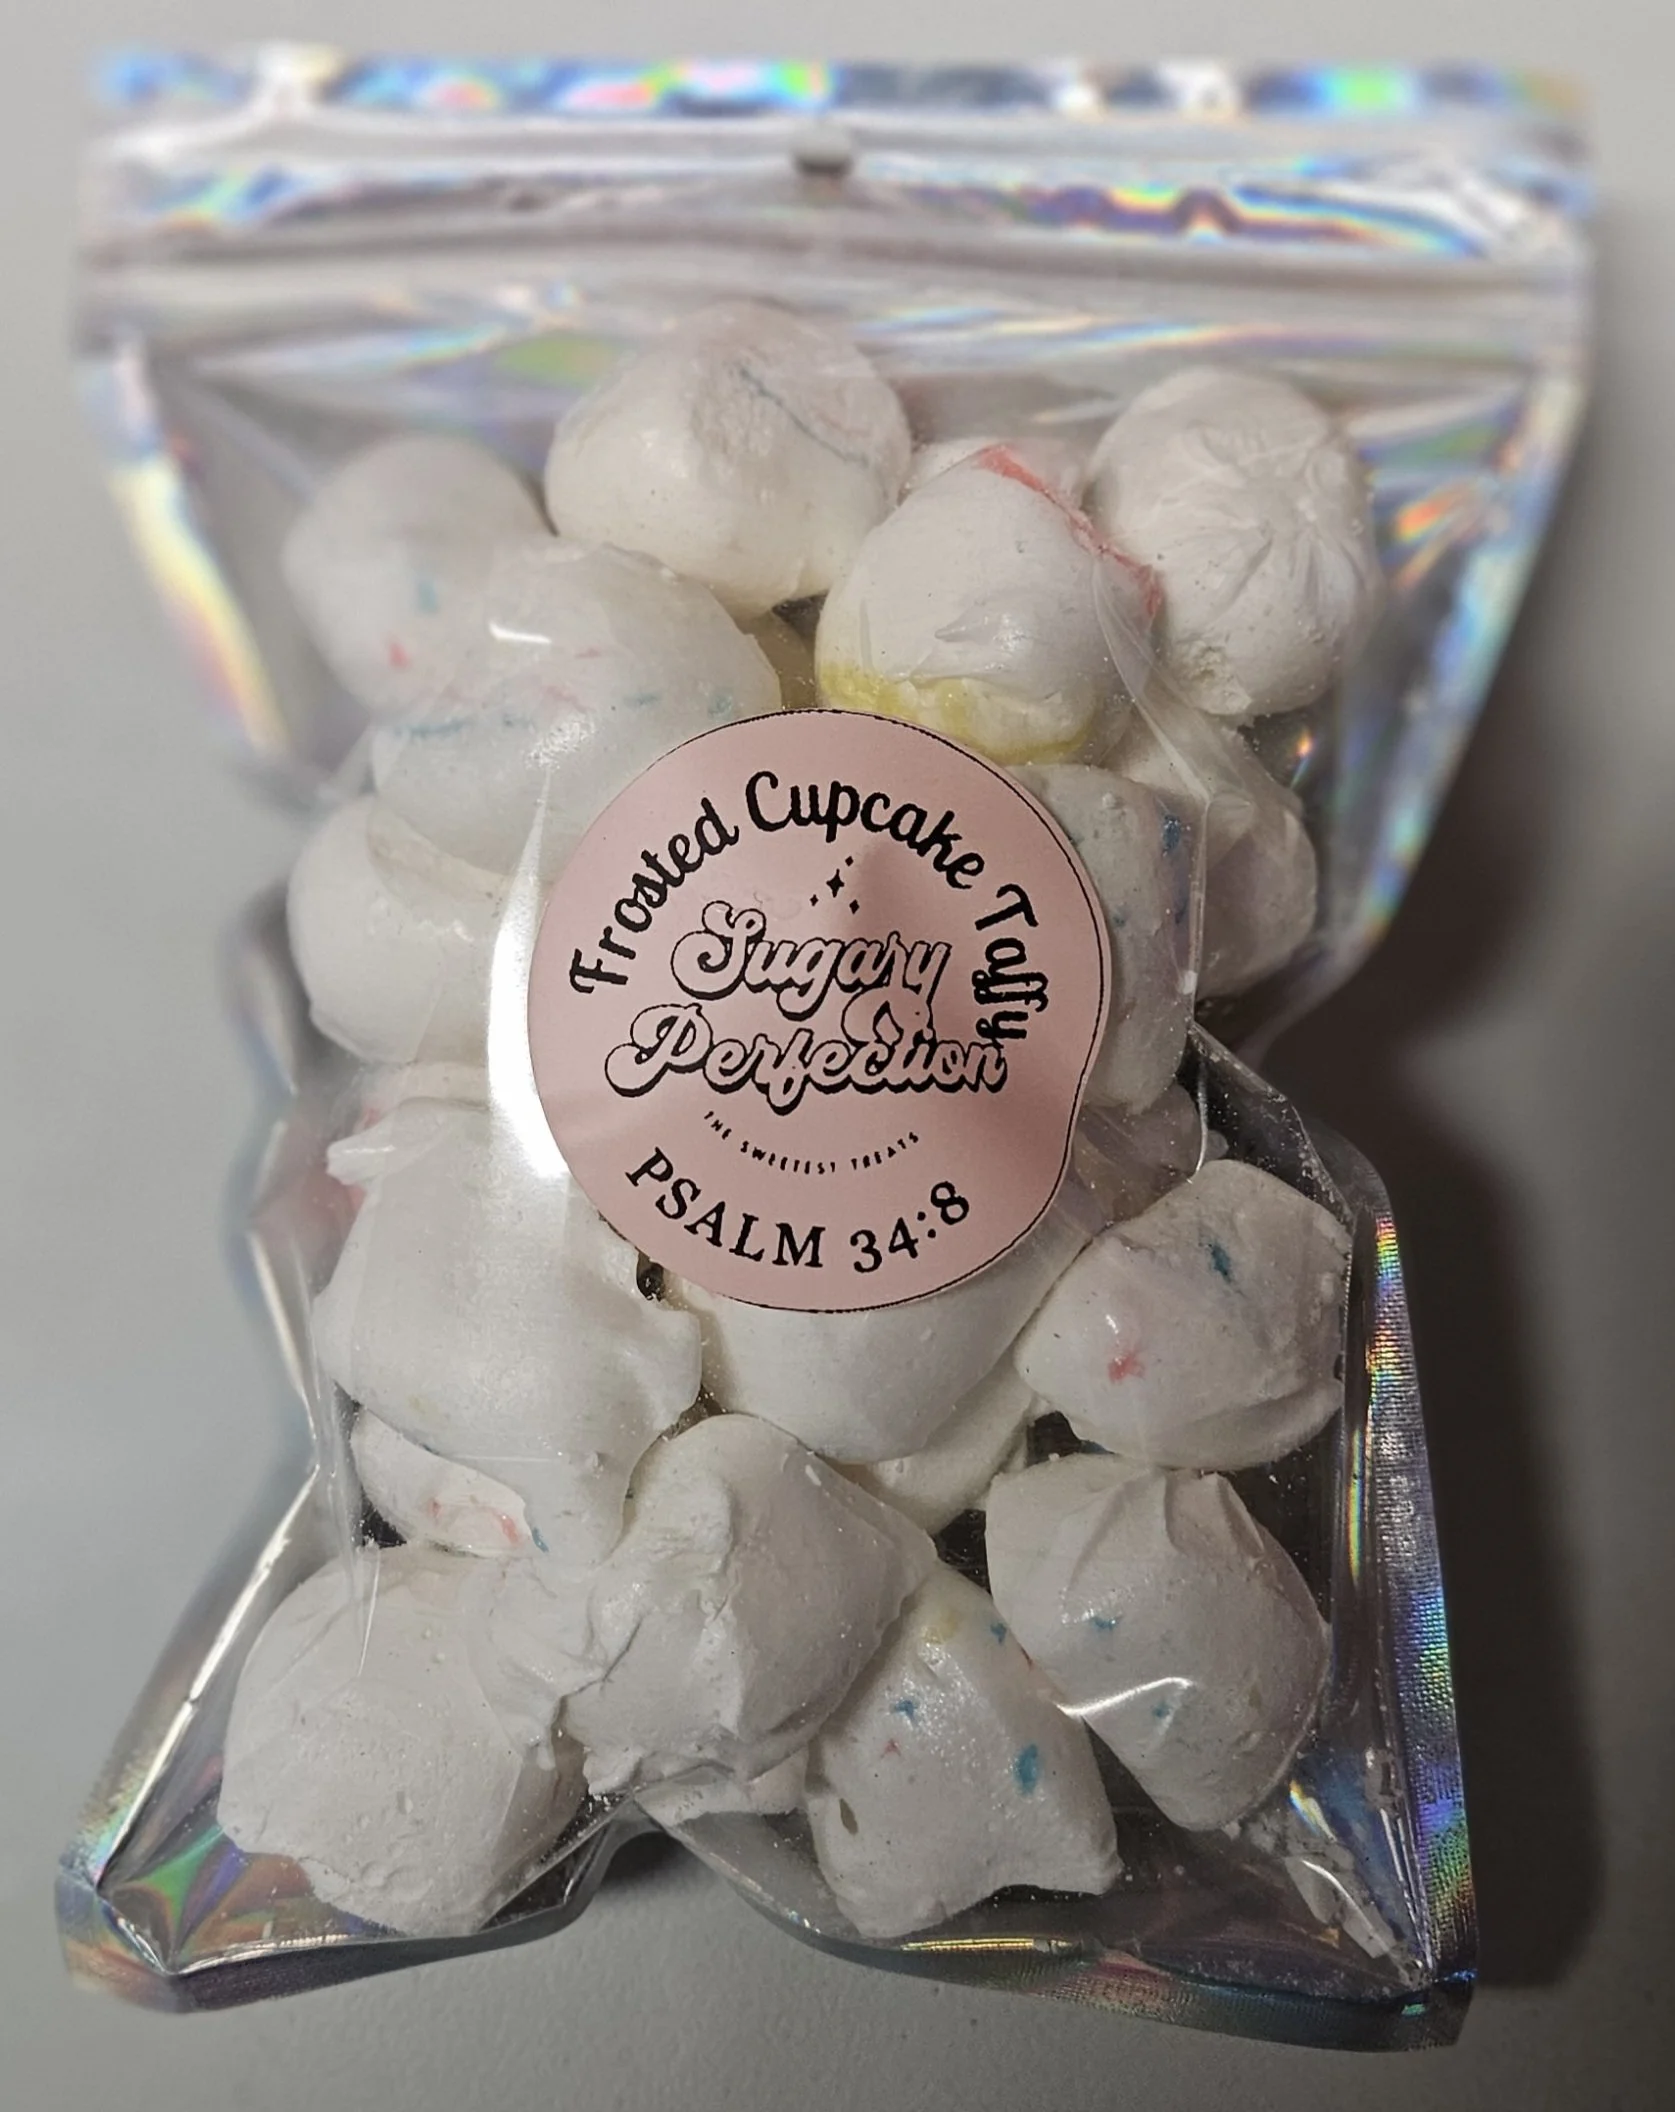 Frosted Cupcake Taffy
Sugary
Perfection
THE SWEETEST TREATS
PSALM 34:8